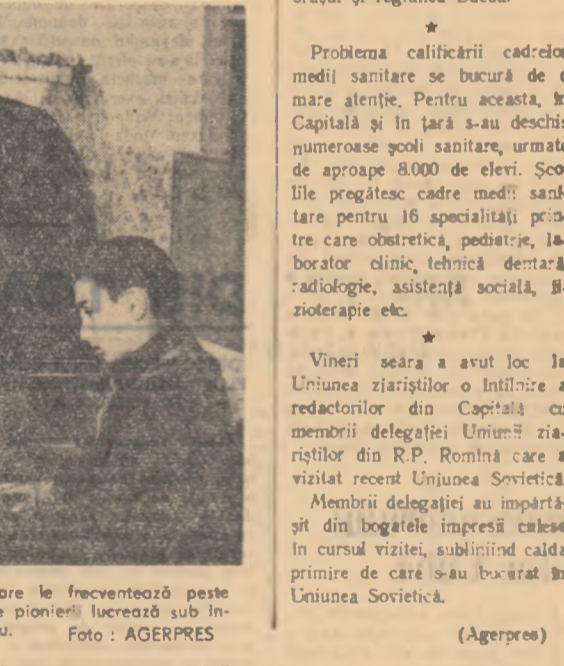 are le frecventează peste
pionierii lucrează sub în-
u. Foto : AGERPRES
orașul și regiunea Bacău.
★
Problema calificării cadrelor
medii sanitare se bucură de o
mare atenție. Pentru aceasta, în
Capitală și în țară s-au deschis
numeroase școli sanitare, urmate
de aproape 8.000 de elevi. Șco-
lile pregătesc cadre medii sani-
tare pentru 16 specialități prin-
tre care obstretică, pediatrie, la-
borator clinic, tehnică dentară
radiologie, asistență socială, fi-
zioterapie etc.
★
Vineri seara a avut loc la
Uniunea ziariștilor o întîlnire a
redactorilor din Capitală cu
membrii delegației Uniunii zia-
riștilor din R.P. Romînă care a
vizitat recent Uniunea Sovietică
Membrii delegației au împărtă-
șit din bogatele impresii culese
în cursul vizitei, subliniind calda
primire de care s-au bucurat în
Uniunea Sovietică.
(Agerpres)